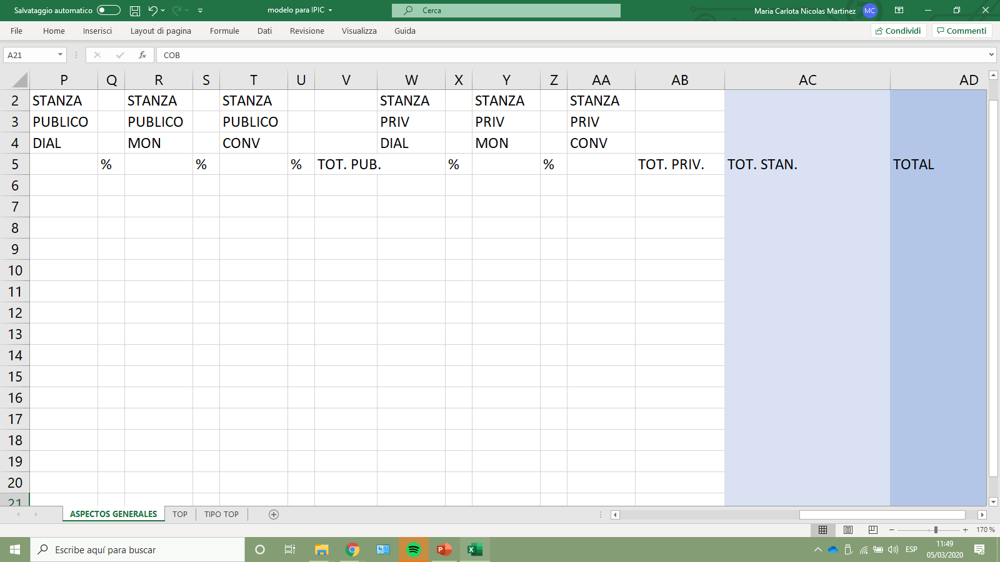 Salvataggio automatico
modelo para IPIC
Cerca
Maria Carlota Nicolas Martinez MC
File Home Inserisci Layout di pagina Formule Dati Revisione Visualizza Guida
Condividi Commenti
A21 fx COB
P Q R S T U V W X Y Z AA AB AC AD
2 STANZA STANZA STANZA STANZA STANZA STANZA
3 PUBLICO PUBLICO PUBLICO PRIV PRIV PRIV
4 DIAL MON CONV DIAL MON CONV
5 % % % TOT. PUB. % % TOT. PRIV. TOT. STAN. TOTAL
6
7
8
9
10
11
12
13
14
15
16
17
18
19
20
21
ASPECTOS GENERALES TOP TIPO TOP
170 %
Escribe aquí para buscar
ESP
11:49
05/03/2020